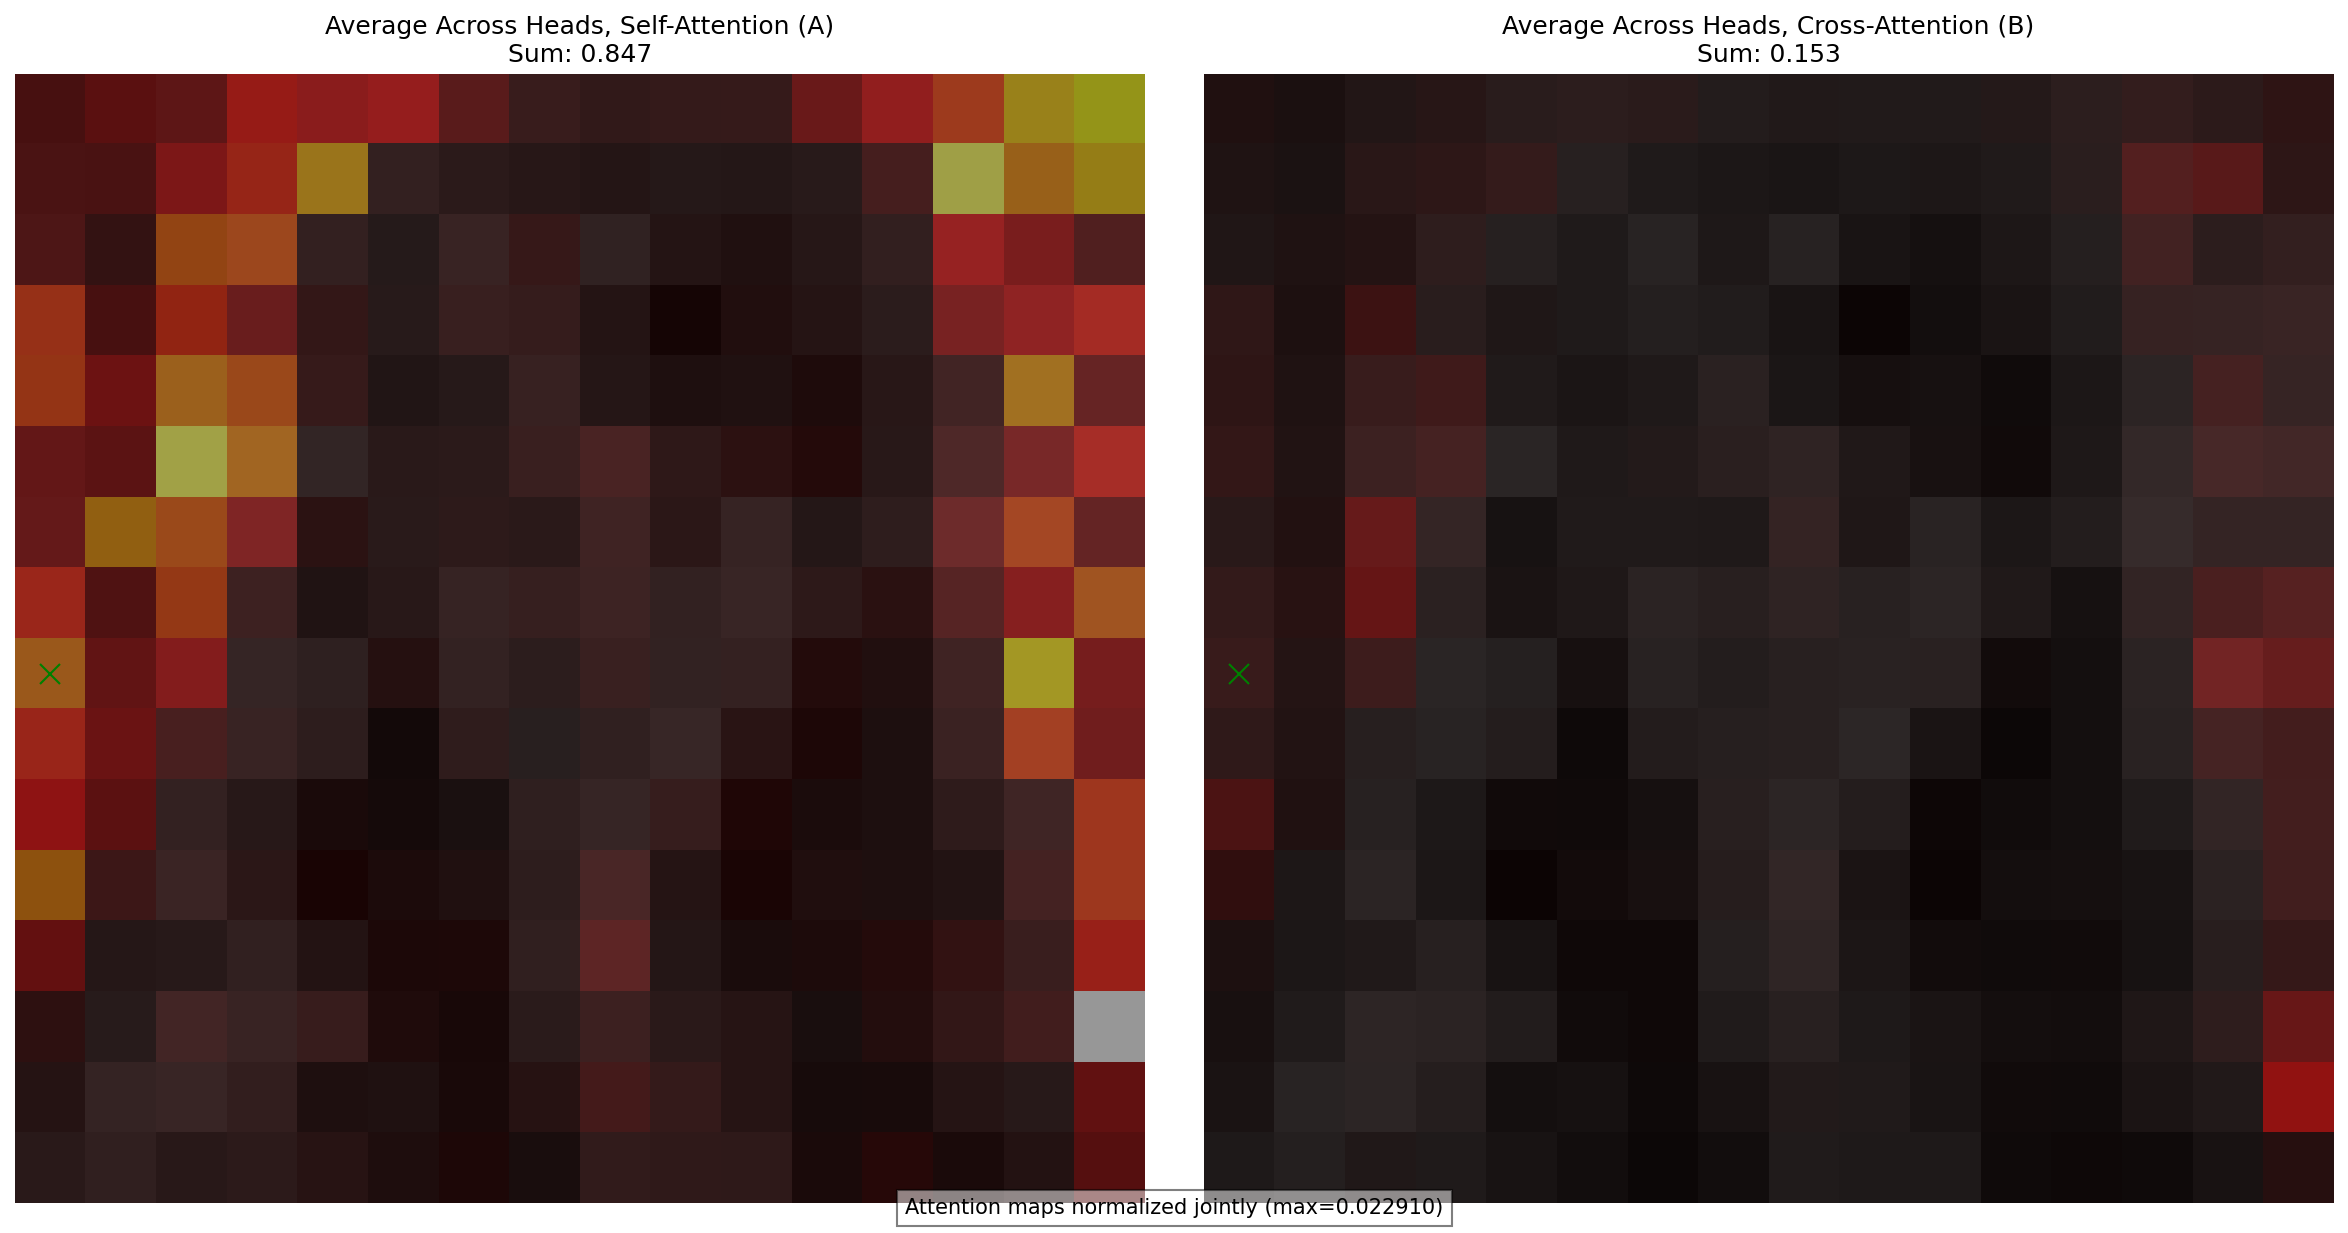 Average Across Heads, Self-Attention (A)
Sum: 0.847
Average Across Heads, Cross-Attention (B)
Sum: 0.153
Attention maps normalized jointly (max=0.022910)